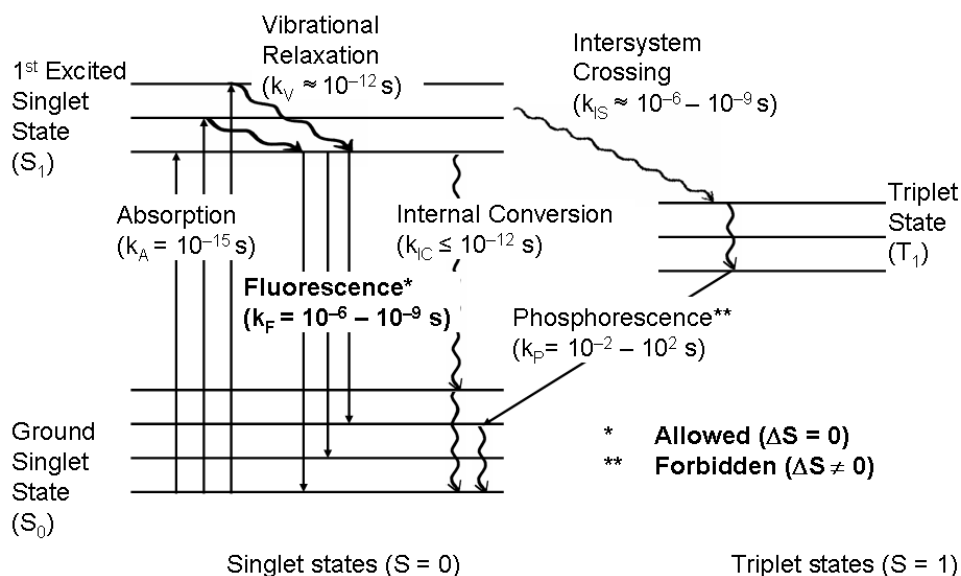 Vibrational
Relaxation
(k_V ≈ 10⁻¹² s)
Intersystem
Crossing
(k_IS ≈ 10⁻⁶ – 10⁻⁹ s)
1ˢᵗ Excited
Singlet
State
(S₁)
Absorption
(k_A = 10⁻¹⁵ s)
Internal Conversion
(k_IC ≤ 10⁻¹² s)
Triplet
State
(T₁)
Fluorescence*
(k_F = 10⁻⁶ – 10⁻⁹ s)
Phosphorescence**
(k_P = 10⁻² – 10² s)
Ground
Singlet
State
(S₀)
* Allowed (ΔS = 0)
** Forbidden (ΔS ≠ 0)
Singlet states (S = 0)
Triplet states (S = 1)